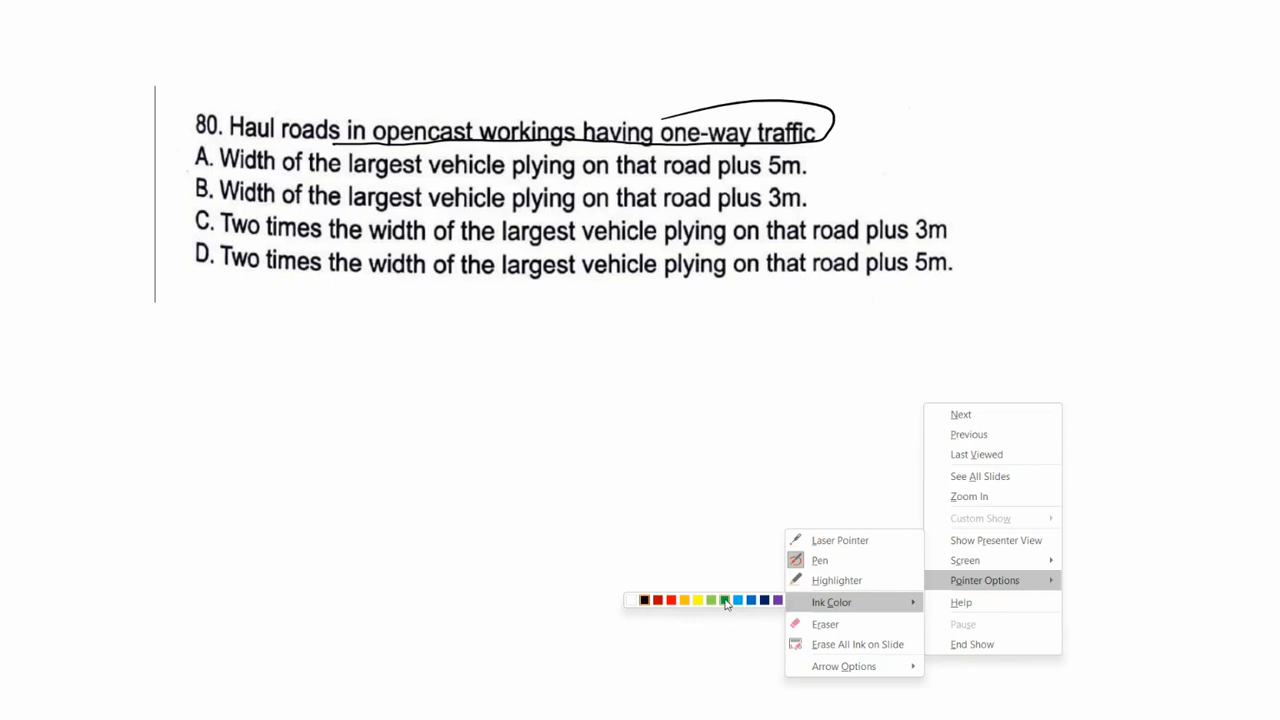 80. Haul roads in opencast workings having one-way traffic
A. Width of the largest vehicle plying on that road plus 5m.
B. Width of the largest vehicle plying on that road plus 3m.
C. Two times the width of the largest vehicle plying on that road plus 3m
D. Two times the width of the largest vehicle plying on that road plus 5m.
Next
Previous
Last Viewed
See All Slides
Zoom In
Custom Show
Show Presenter View
Screen
Pointer Options
Help
Pause
End Show
Laser Pointer
Pen
Highlighter
Ink Color
Eraser
Erase All Ink on Slide
Arrow Options